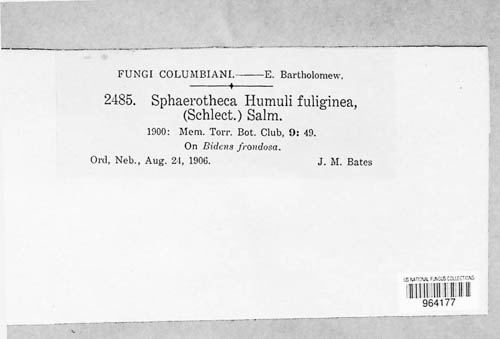 FUNGI COLUMBIANI.—E. Bartholomew.
2485. Sphaerotheca Humuli fuliginea,
(Schlect.) Salm.
1900: Mem. Torr. Bot. Club, 9: 49.
On Bidens frondosa.
Ord, Neb., Aug. 24, 1906. J. M. Bates
US NATIONAL FUNGUS COLLECTIONS
964177